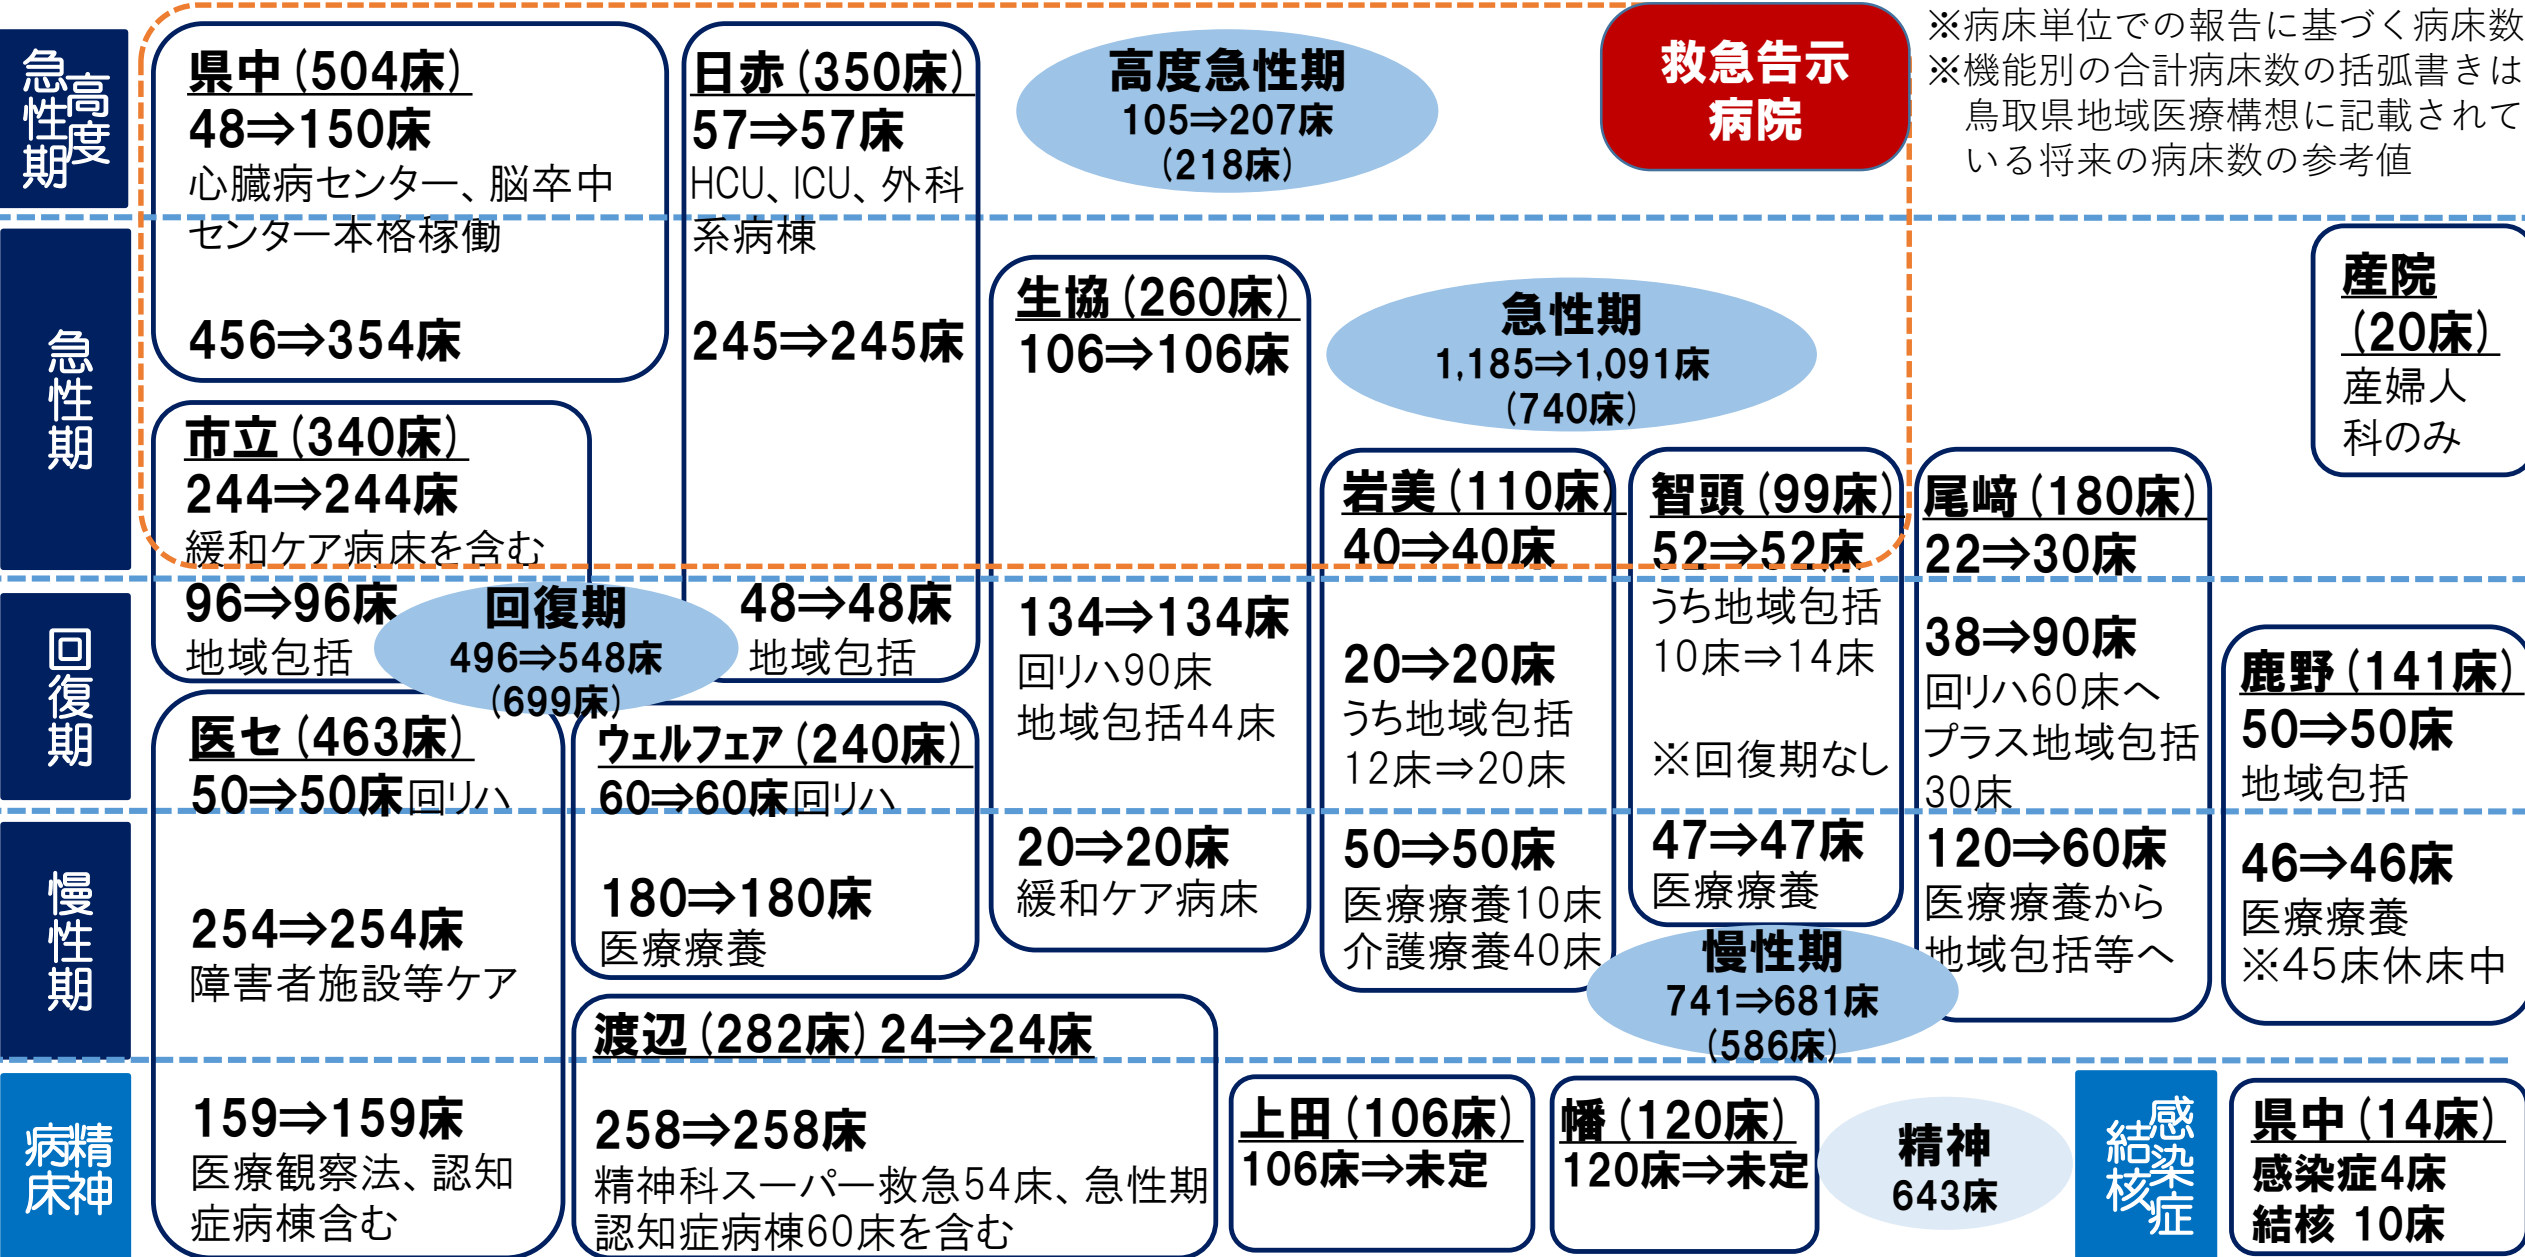 高度
急性期
県中(504床)
48⇒150床
心臓病センター、脳卒中
センター本格稼働
456⇒354床
日赤(350床)
57⇒57床
HCU、ICU、外科
系病棟
245⇒245床
48⇒48床
地域包括
高度急性期
105⇒207床
(218床)
救急告示
病院
※病床単位での報告に基づく病床数
※機能別の合計病床数の括弧書きは
鳥取県地域医療構想に記載されて
いる将来の病床数の参考値
急性期
市立(340床)
244⇒244床
緩和ケア病床を含む
96⇒96床
地域包括
生協(260床)
106⇒106床
134⇒134床
回リハ90床
地域包括44床
20⇒20床
緩和ケア病床
急性期
1,185⇒1,091床
(740床)
産院
(20床)
産婦人
科のみ
岩美(110床)
40⇒40床
20⇒20床
うち地域包括
12床⇒20床
50⇒50床
医療療養10床
介護療養40床
智頭(99床)
52⇒52床
うち地域包括
10床⇒14床
※回復期なし
47⇒47床
医療療養
尾﨑(180床)
22⇒30床
38⇒90床
回リハ60床へ
プラス地域包括
30床
120⇒60床
医療療養から
地域包括等へ
回復期
回復期
496⇒548床
(699床)
鹿野(141床)
50⇒50床
地域包括
46⇒46床
医療療養
※45床休床中
医セ(463床)
50⇒50床回リハ
254⇒254床
障害者施設等ケア
159⇒159床
医療観察法、認知
症病棟含む
ウェルフェア(240床)
60⇒60床回リハ
180⇒180床
医療療養
慢性期
慢性期
741⇒681床
(586床)
渡辺(282床) 24⇒24床
258⇒258床
精神科スーパー救急54床、急性期
認知症病棟60床を含む
精神
病床
上田(106床)
106床⇒未定
幡(120床)
120床⇒未定
精神
643床
感染症
結核
県中(14床)
感染症4床
結核 10床